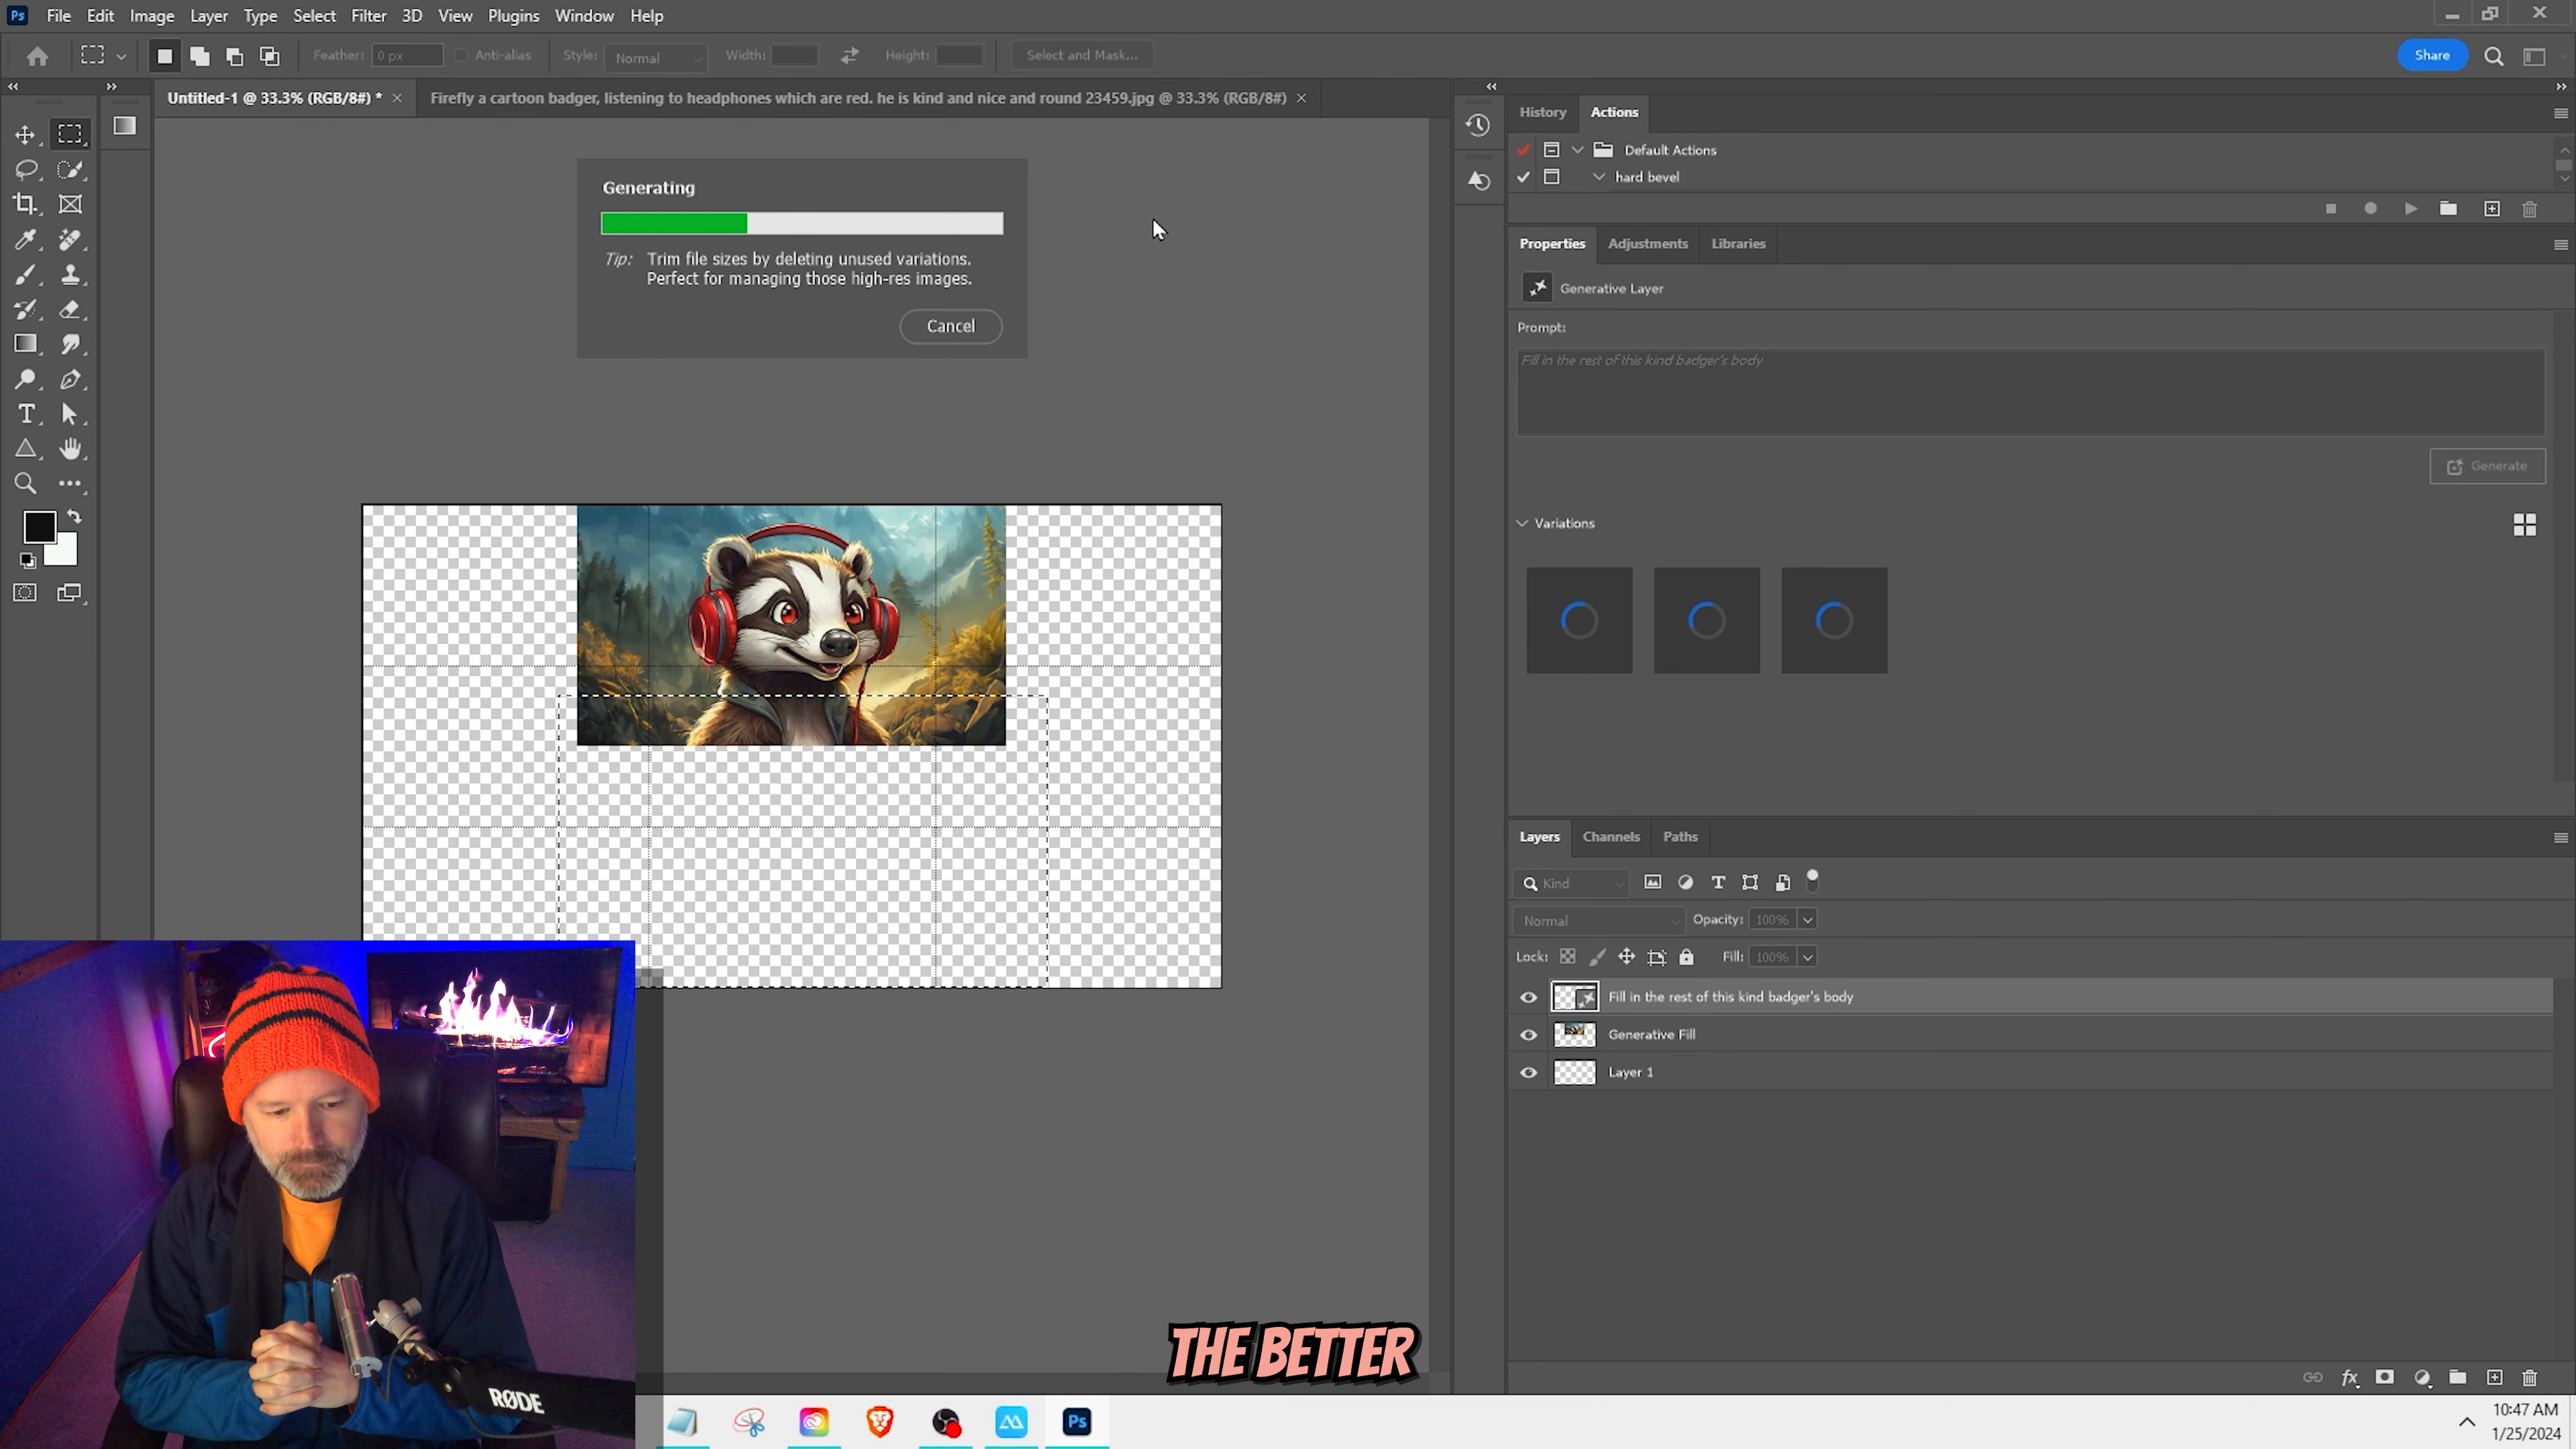 Ps File Edit Image Layer Type Select Filter 3D View Plugins Window Help
Feather: 0 px Anti-alias Style: Normal Width: Height: Select and Mask... Share
Untitled-1 @ 33.3% (RGB/8#) * × Firefly a cartoon badger, listening to headphones which are red. he is kind and nice and round 23459.jpg @ 33.3% (RGB/8#) ×
History Actions
Default Actions
hard bevel
Generating
Tip: Trim file sizes by deleting unused variations.
Perfect for managing those high-res images.
Cancel
Properties Adjustments Libraries
Generative Layer
Prompt:
Fill in the rest of this kind badger's body
Generate
Variations
Layers Channels Paths
Kind
Normal Opacity: 100%
Lock: Fill: 100%
Fill in the rest of this kind badger's body
Generative Fill
Layer 1
fx
RØDE
THE BETTER
Ps
10:47 AM
1/25/2024